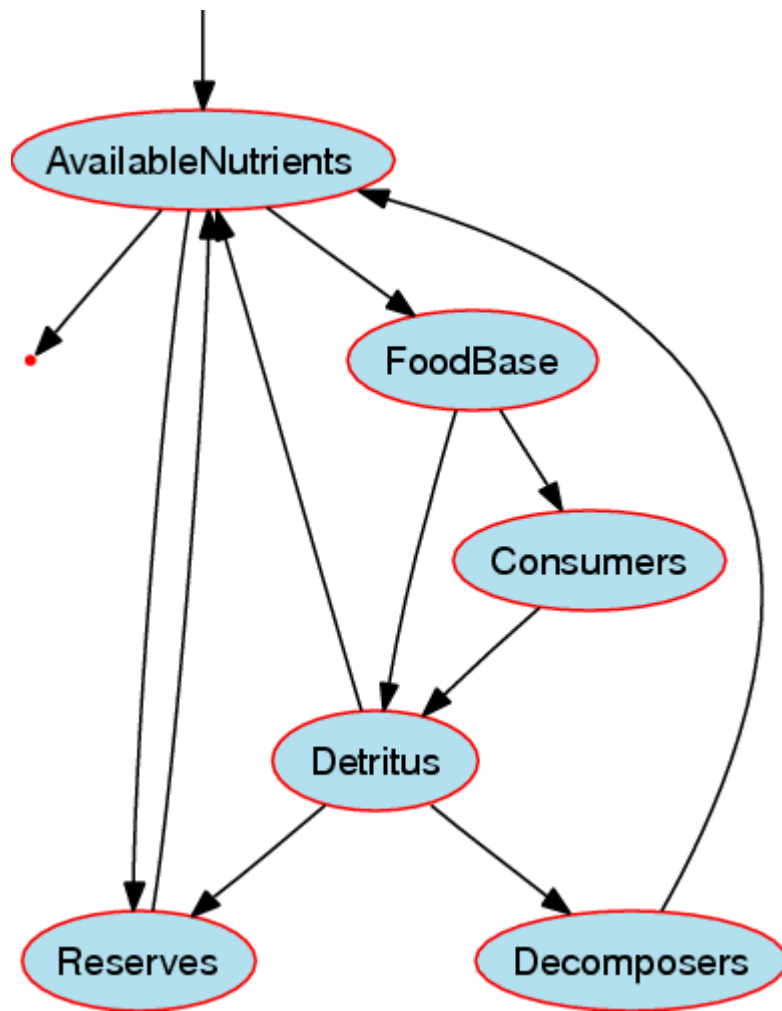 AvailableNutrients
FoodBase
Consumers
Detritus
Reserves
Decomposers